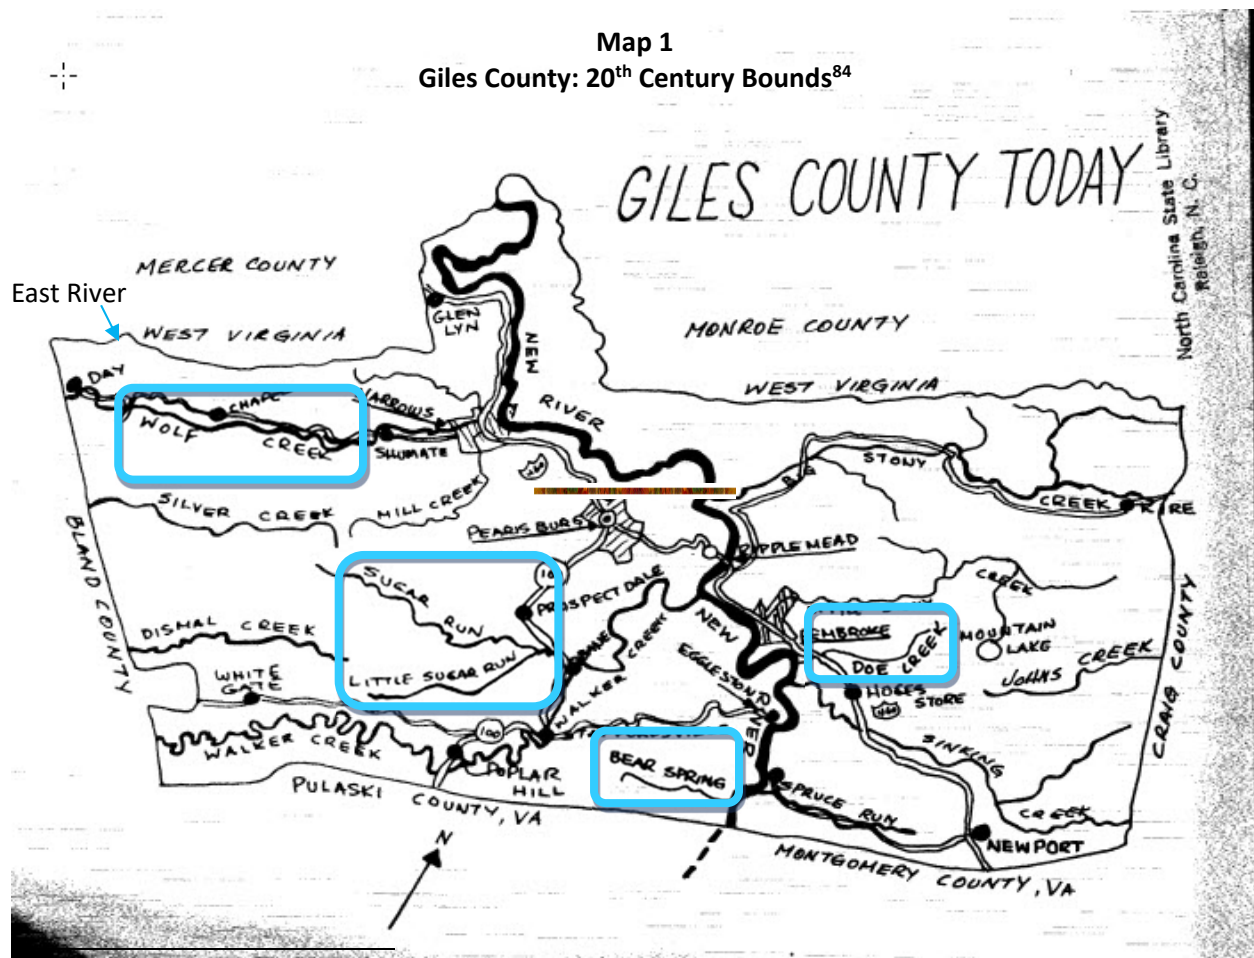 Map 1
Giles County: 20th Century Bounds84
GILES COUNTY TODAY
North Carolina State Library
Raleigh, N. C.
MERCER COUNTY
East River
WEST VIRGINIA
GLEN
LYN
NEW
RIVER
MONROE COUNTY
WEST VIRGINIA
DAY
WOLF
CREEK
SHUMATE
STONY
CREEK
SILVER CREEK
MILL CREEK
460
PEARISBURG
BLAND COUNTY
SUGAR
RUN
PROSPECT DALE
LITTLE SUGAR RUN
DISMAL CREEK
WHITE
GATE
WALKER
CREEK
NEW
EGGLESTON
CREEK
MOUNTAIN
LAKE
DOE
CREEK
JOHNS CREEK
CRAIG COUNTY
HOGES
STORE
460
100
WALKER CREEK
POPLAR
HILL
BEAR SPRING
SPRUCE RUN
SINKING
CREEK
NEWPORT
PULASKI COUNTY, VA
MONTGOMERY COUNTY, VA
N